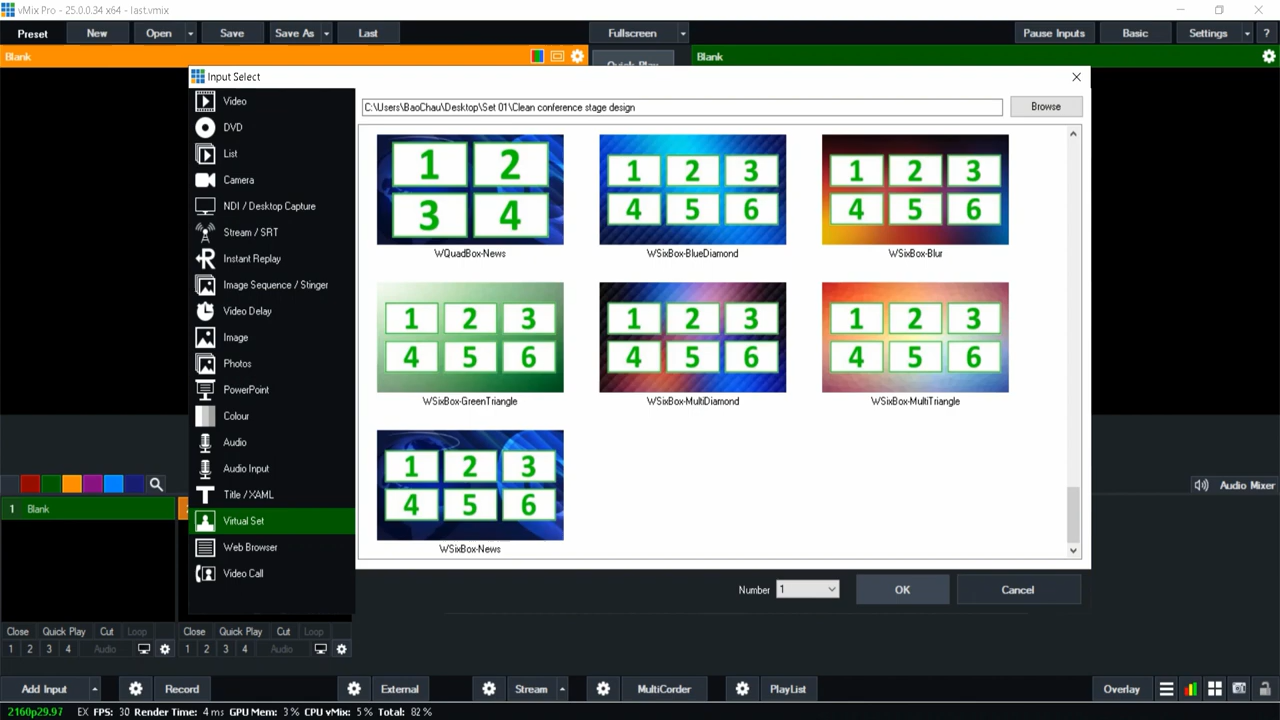 vMix Pro - 25.0.0.34 x64 - last.vmix
Preset New Open Save Save As Last Fullscreen Pause Inputs Basic Settings ?
Blank
Quick Play
Blank
Input Select
Video
DVD
List
Camera
NDI / Desktop Capture
Stream / SRT
Instant Replay
Image Sequence / Stinger
Video Delay
Image
Photos
PowerPoint
Colour
Audio
Audio Input
Title / XAML
Virtual Set
Web Browser
Video Call
C:\Users\BaoChau\Desktop\Set 01\Clean conference stage design
Browse
1 2
3 4
WQuadBox-News
1 2 3
4 5 6
WSixBox-BlueDiamond
1 2 3
4 5 6
WSixBox-Blur
1 2 3
4 5 6
WSixBox-GreenTriangle
1 2 3
4 5 6
WSixBox-MultiDiamond
1 2 3
4 5 6
WSixBox-MultiTriangle
1 2 3
4 5 6
WSixBox-News
Number 1 OK Cancel
Audio Mixer
1 Blank
Close Quick Play Cut Loop
1 2 3 4 Audio
Close Quick Play Cut Loop
1 2 3 4 Audio
Add Input Record External Stream MultiCorder PlayList Overlay
2160p29.97 EX FPS: 30 Render Time: 4 ms GPU Mem: 3 % CPU vMix: 5 % Total: 82 %